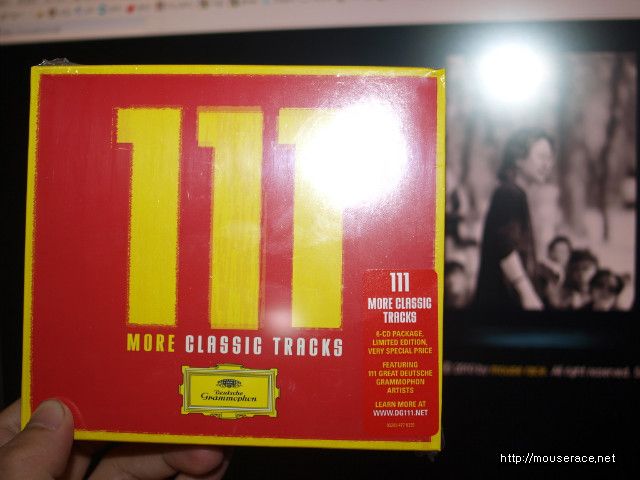 111
MORE CLASSIC TRACKS
Deutsche
Grammophon
111
MORE CLASSIC
TRACKS
6-CD PACKAGE,
LIMITED EDITION,
VERY SPECIAL PRICE
FEATURING
111 GREAT DEUTSCHE
GRAMMOPHON
ARTISTS
LEARN MORE AT
WWW.DG111.NET
All right reserved.
http://mouserace.net